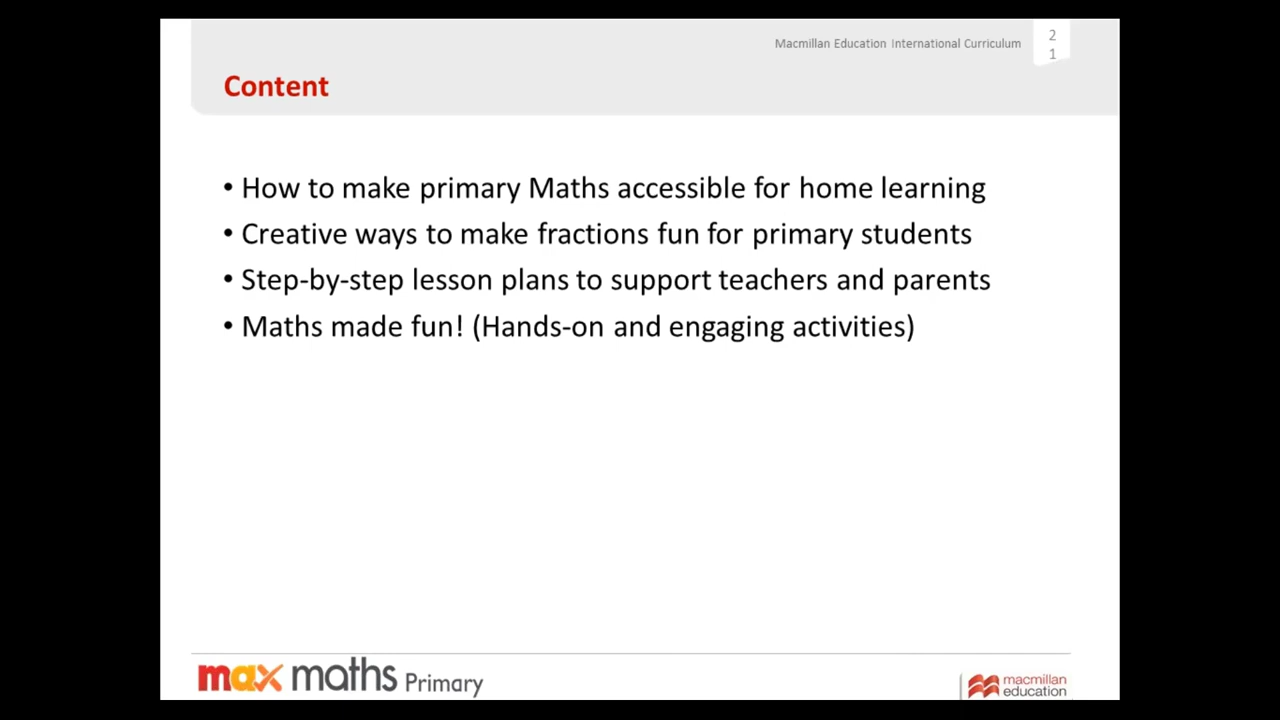 Macmillan Education International Curriculum
2
1
Content
• How to make primary Maths accessible for home learning
• Creative ways to make fractions fun for primary students
• Step-by-step lesson plans to support teachers and parents
• Maths made fun! (Hands-on and engaging activities)
max maths Primary
macmillan
education